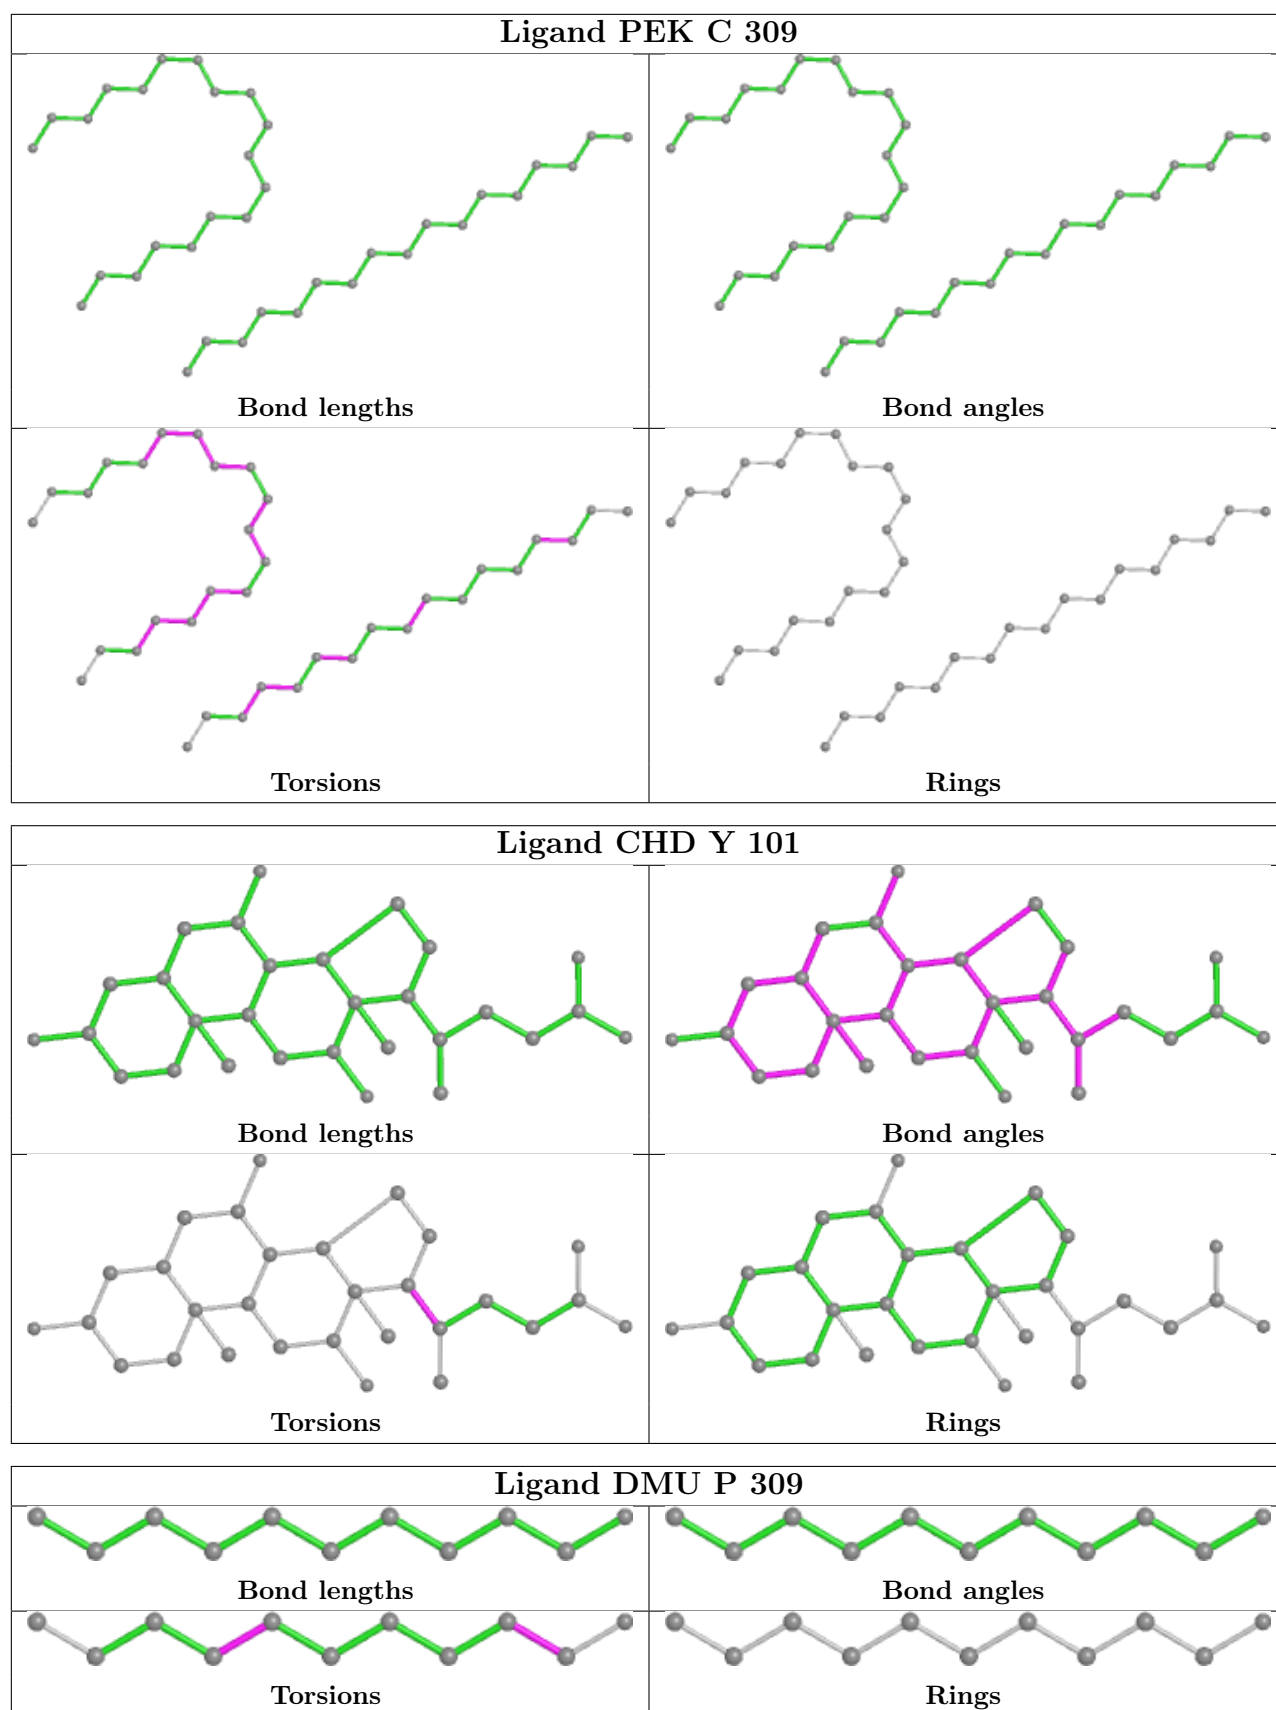 Ligand PEK C 309
Bond lengths
Bond angles
Torsions
Rings
Ligand CHD Y 101
Bond lengths
Bond angles
Torsions
Rings
Ligand DMU P 309
Bond lengths
Bond angles
Torsions
Rings